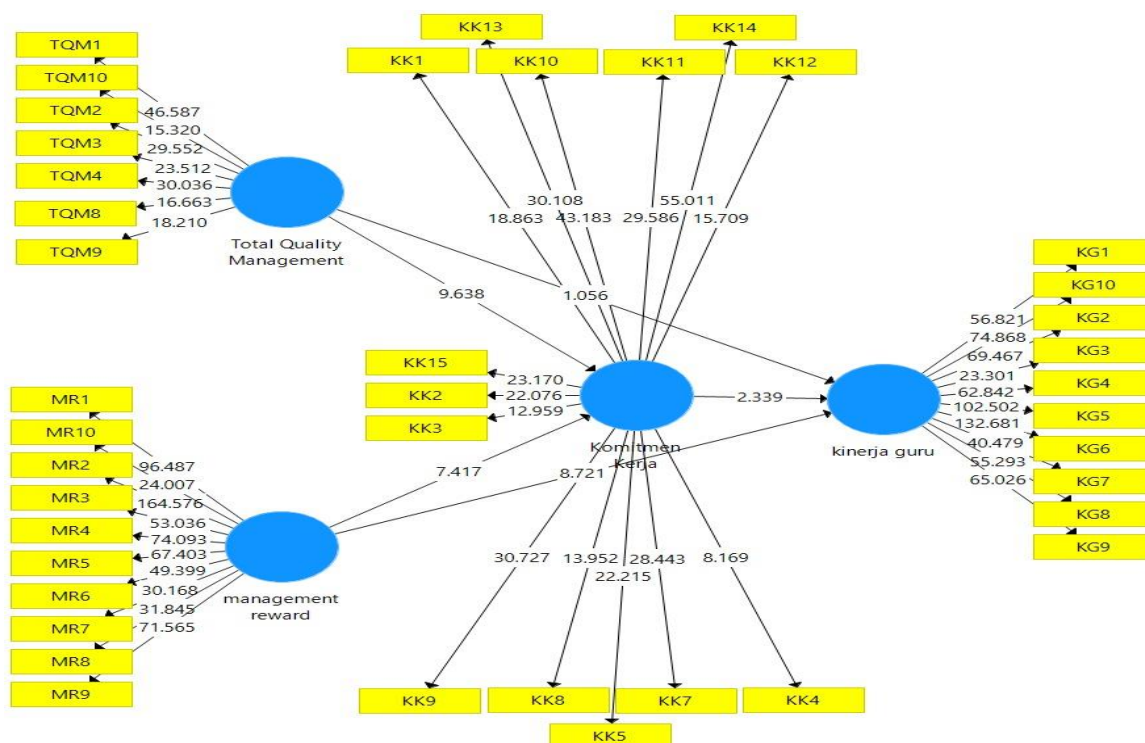 TQM1
TQM10
TQM2
TQM3
TQM4
TQM8
TQM9
46.587
15.320
29.552
23.512
30.036
16.663
18.210
Total Quality
Management
KK13
KK14
KK1
KK10
KK11
KK12
30.108
55.011
18.863
43.183
29.586
15.709
9.638
1.056
KK15
KK2
KK3
23.170
22.076
12.959
Komitmen
Kerja
2.339
7.417
8.721
kinerja guru
KG1
KG10
KG2
KG3
KG4
KG5
KG6
KG7
KG8
KG9
56.821
74.868
69.467
23.301
62.842
102.502
132.681
40.479
55.293
65.026
MR1
MR10
MR2
MR3
MR4
MR5
MR6
MR7
MR8
MR9
96.487
24.007
164.576
53.036
74.093
67.403
49.399
30.168
31.845
71.565
management
reward
30.727
13.952
28.443
8.169
22.215
KK9
KK8
KK7
KK4
KK5